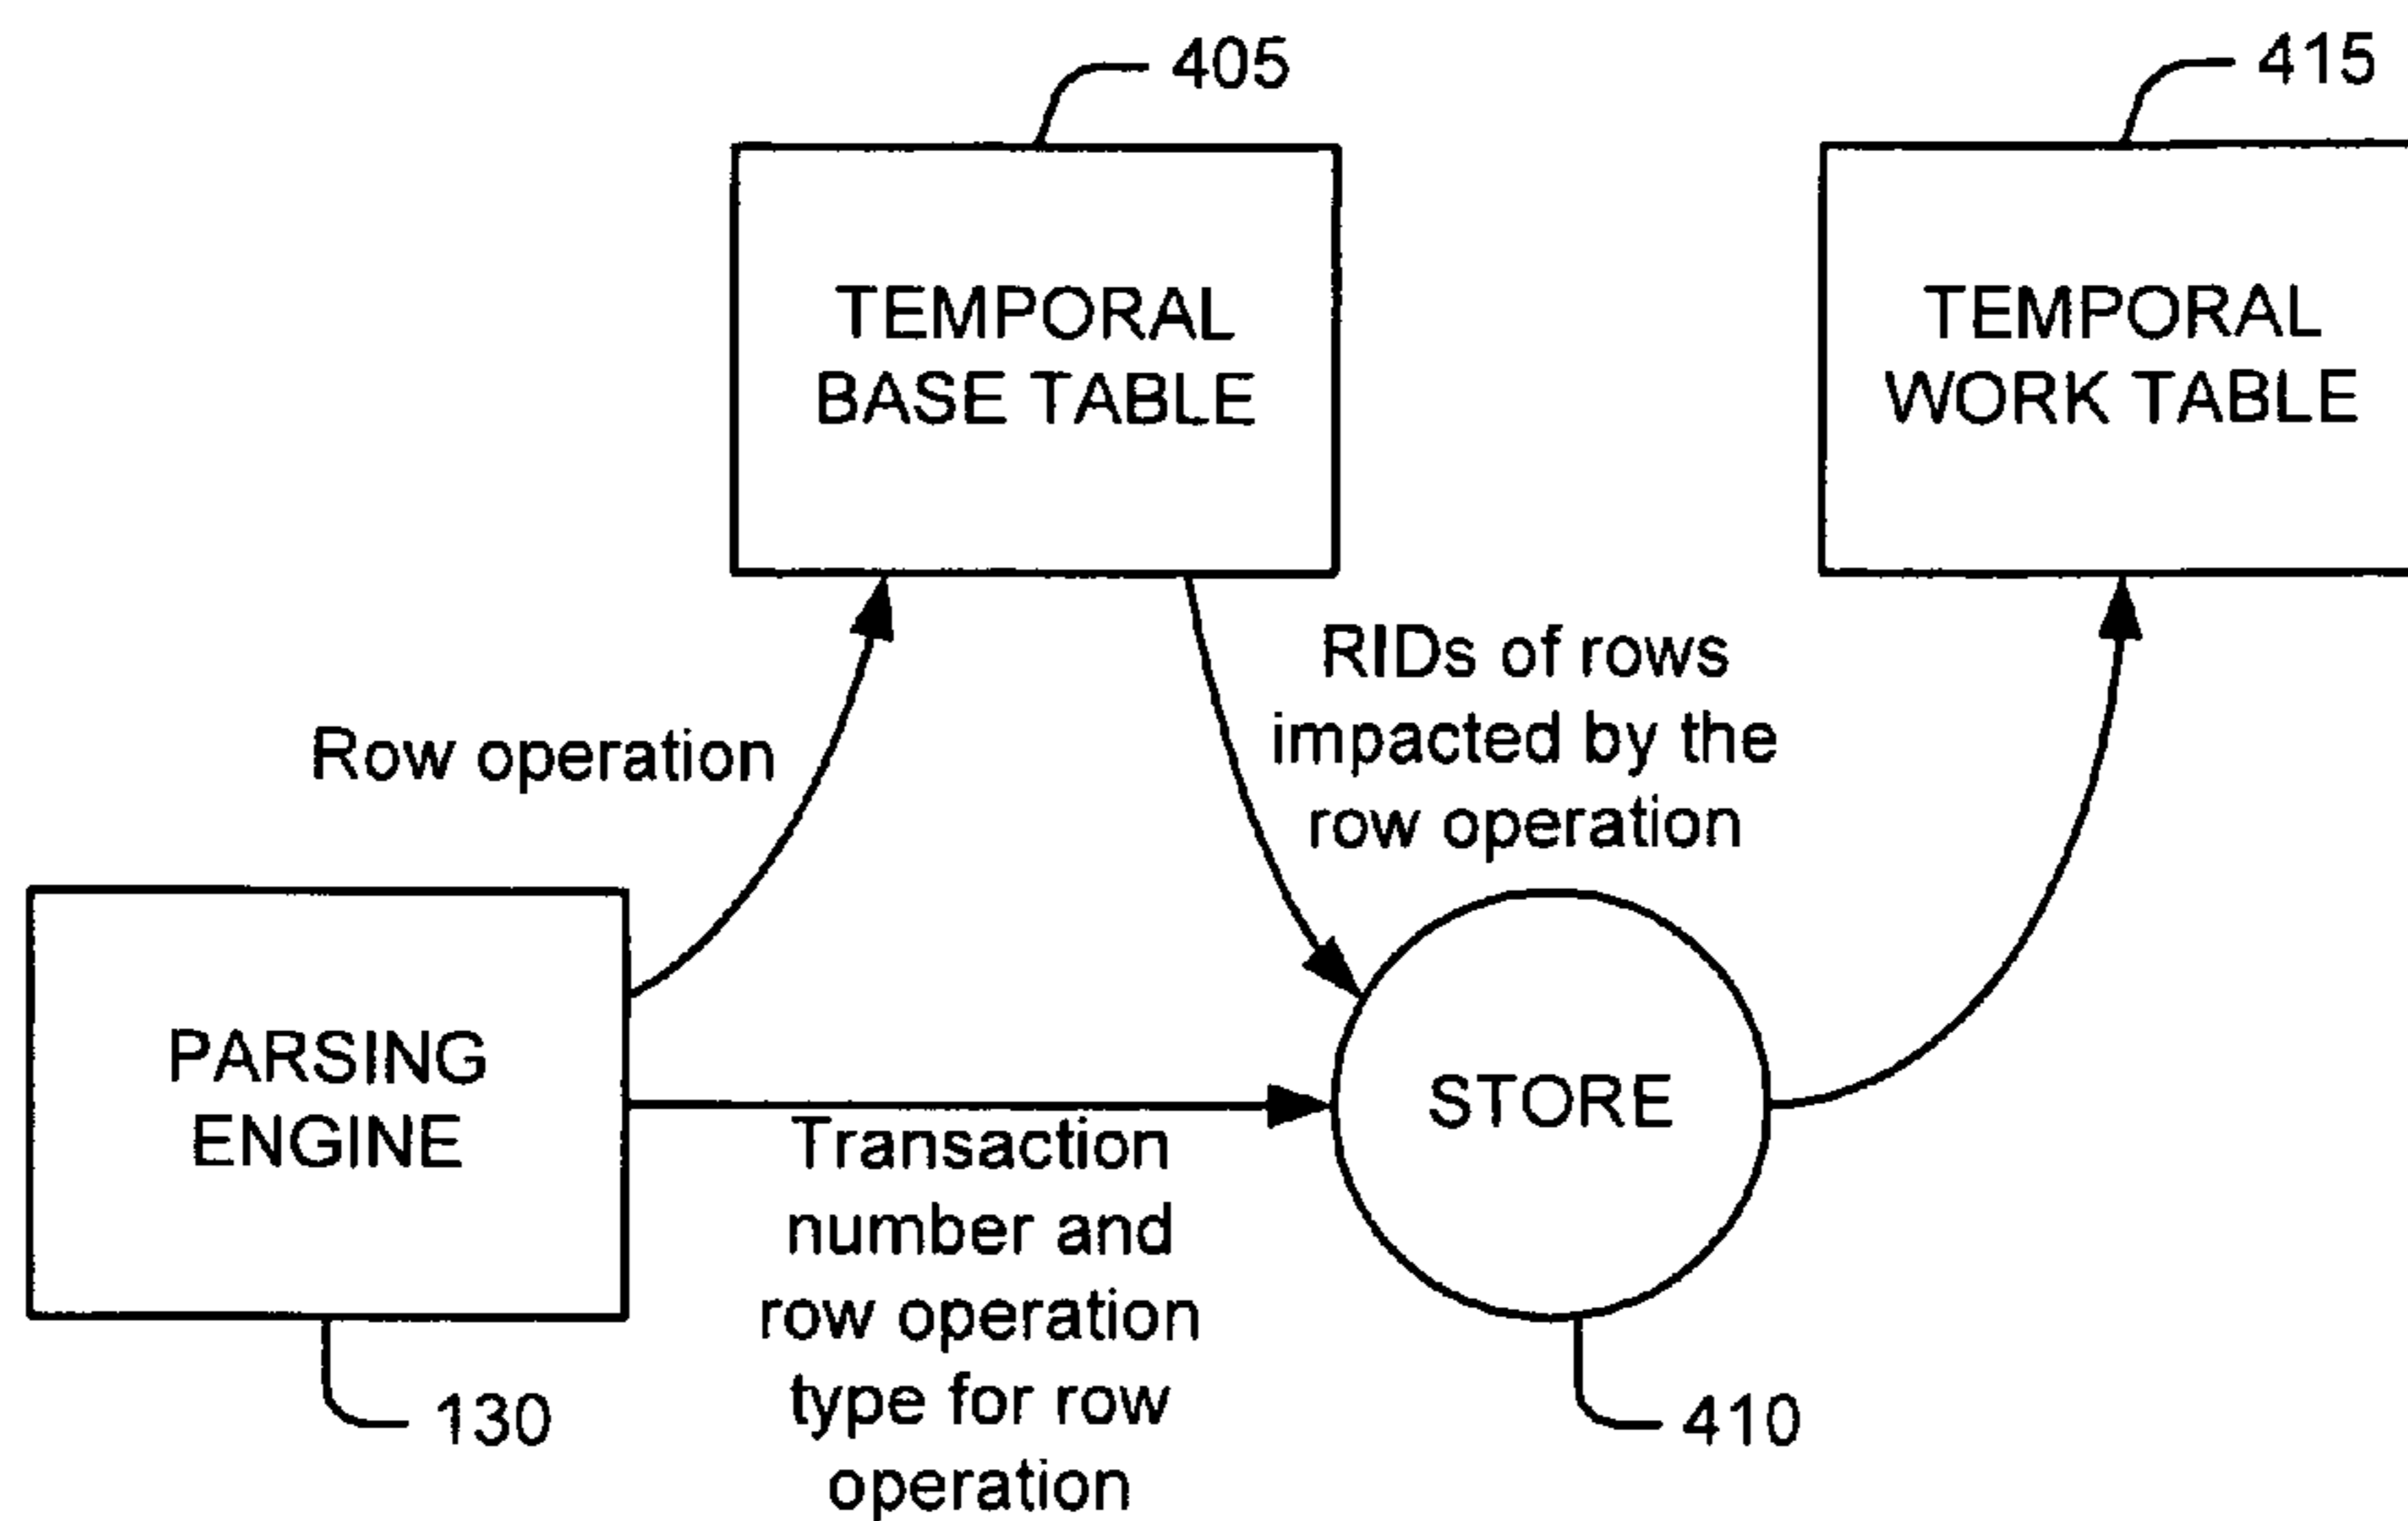 405
415
TEMPORAL
BASE TABLE
TEMPORAL
WORK TABLE
RIDs of rows
impacted by the
row operation
Row operation
PARSING
ENGINE
STORE
Transaction
number and
row operation
type for row
operation
130
410